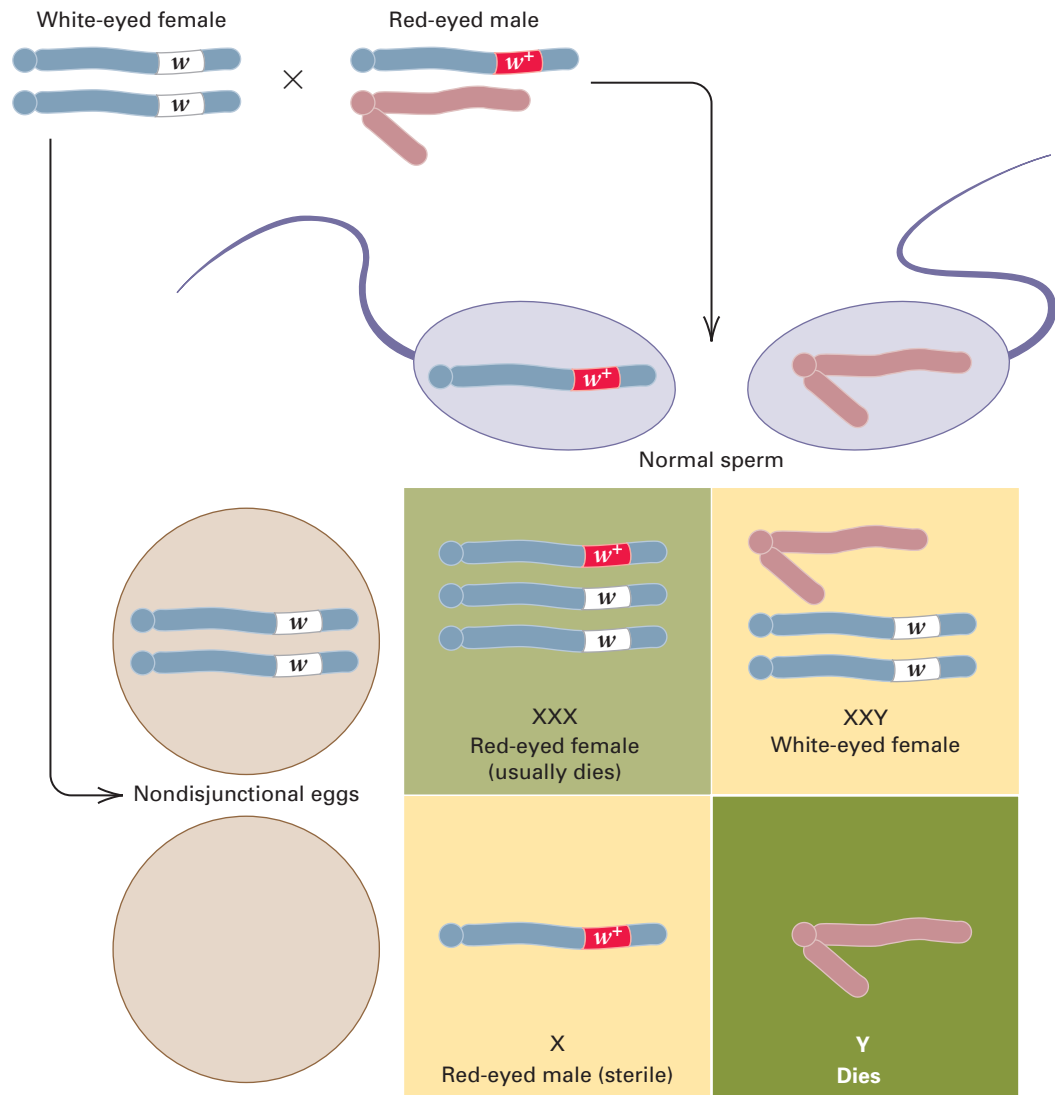 White-eyed female
Red-eyed male
w
w⁺
×
w
w⁺
Normal sperm
w⁺
w
w
XXX
Red-eyed female
(usually dies)
w
w
XXY
White-eyed female
w
w
Nondisjunctional eggs
w⁺
X
Red-eyed male (sterile)
Y
Dies